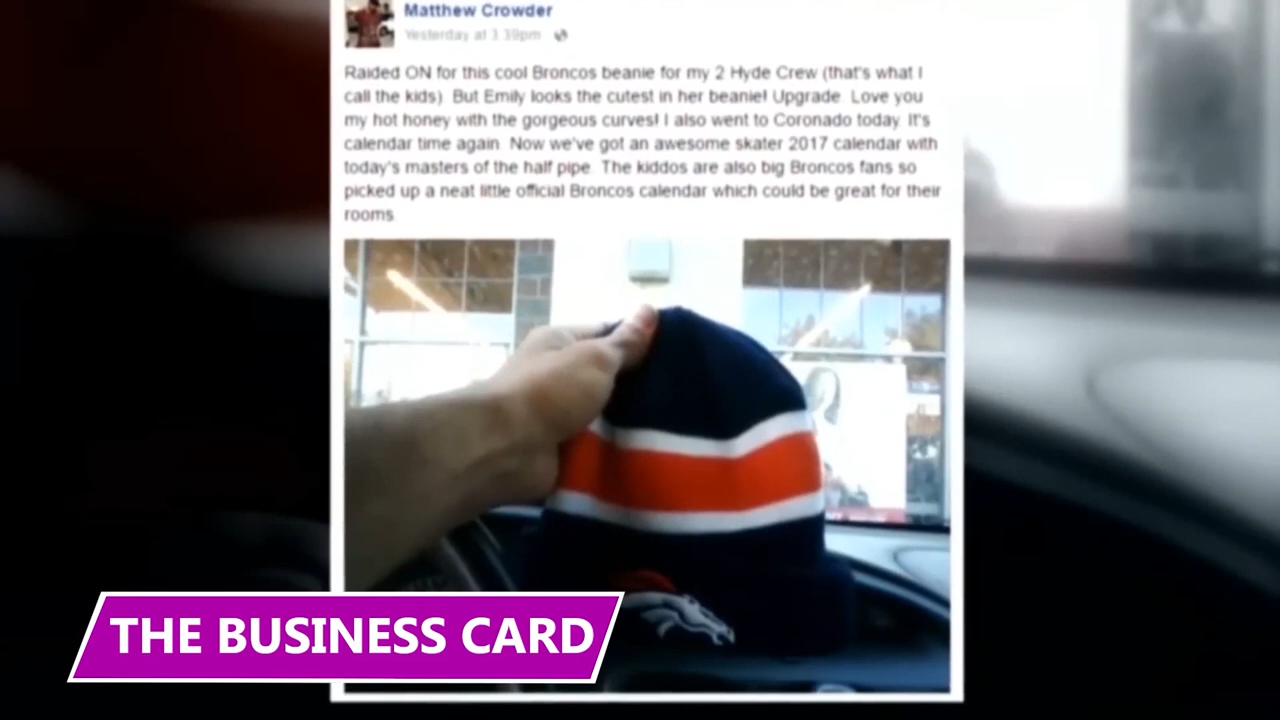 Matthew Crowder
Yesterday at 3:39pm
Raided ON for this cool Broncos beanie for my 2 Hyde Crew (that's what I
call the kids). But Emily looks the cutest in her beanie! Upgrade. Love you
my hot honey with the gorgeous curves! I also went to Coronado today. It's
calendar time again. Now we've got an awesome skater 2017 calendar with
today's masters of the half pipe. The kiddos are also big Broncos fans so
picked up a neat little official Broncos calendar which could be great for their
rooms
THE BUSINESS CARD